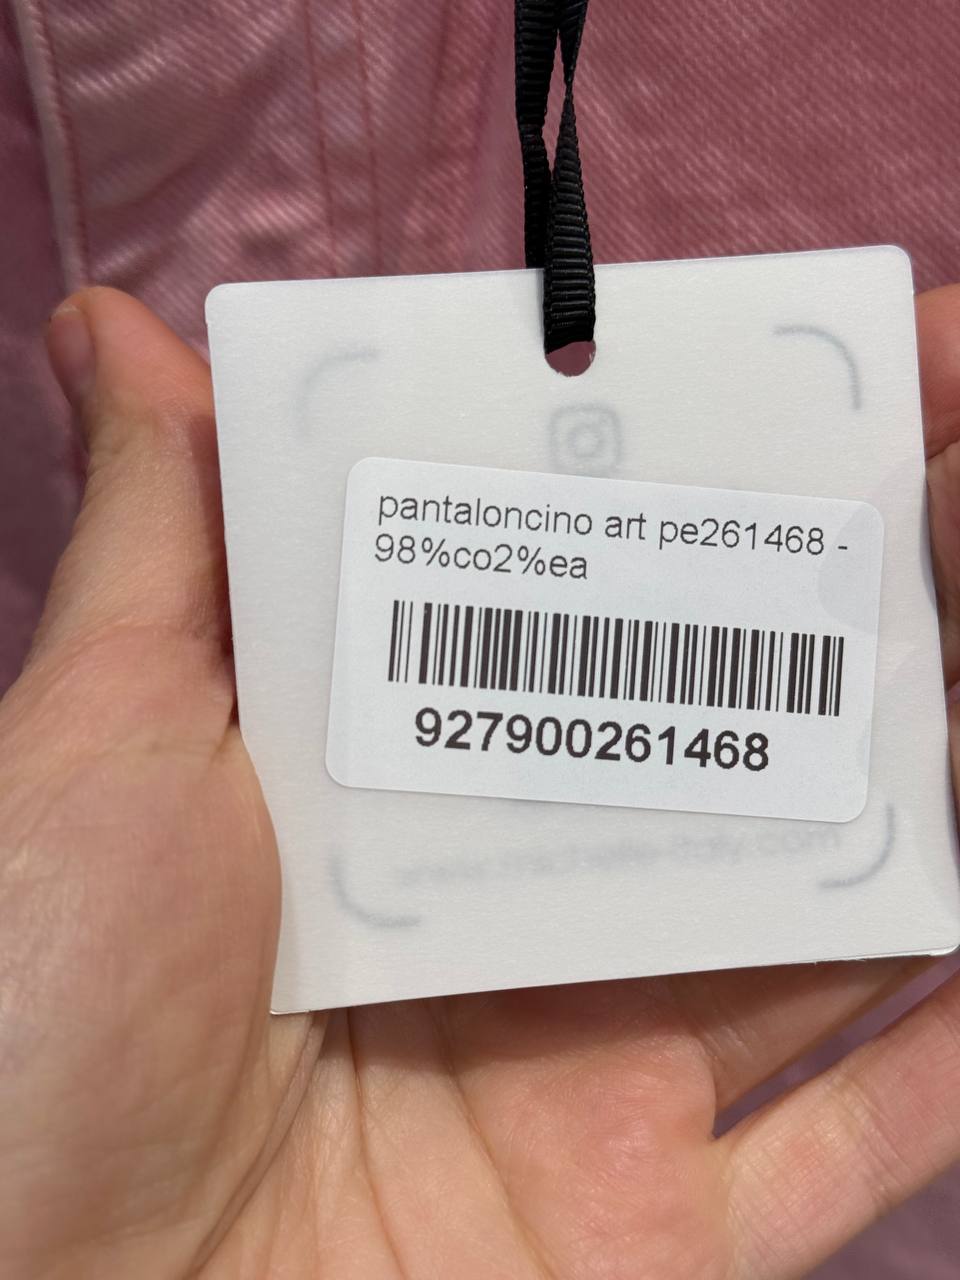 pantaloncino art pe261468 -
98%co2%ea
927900261468